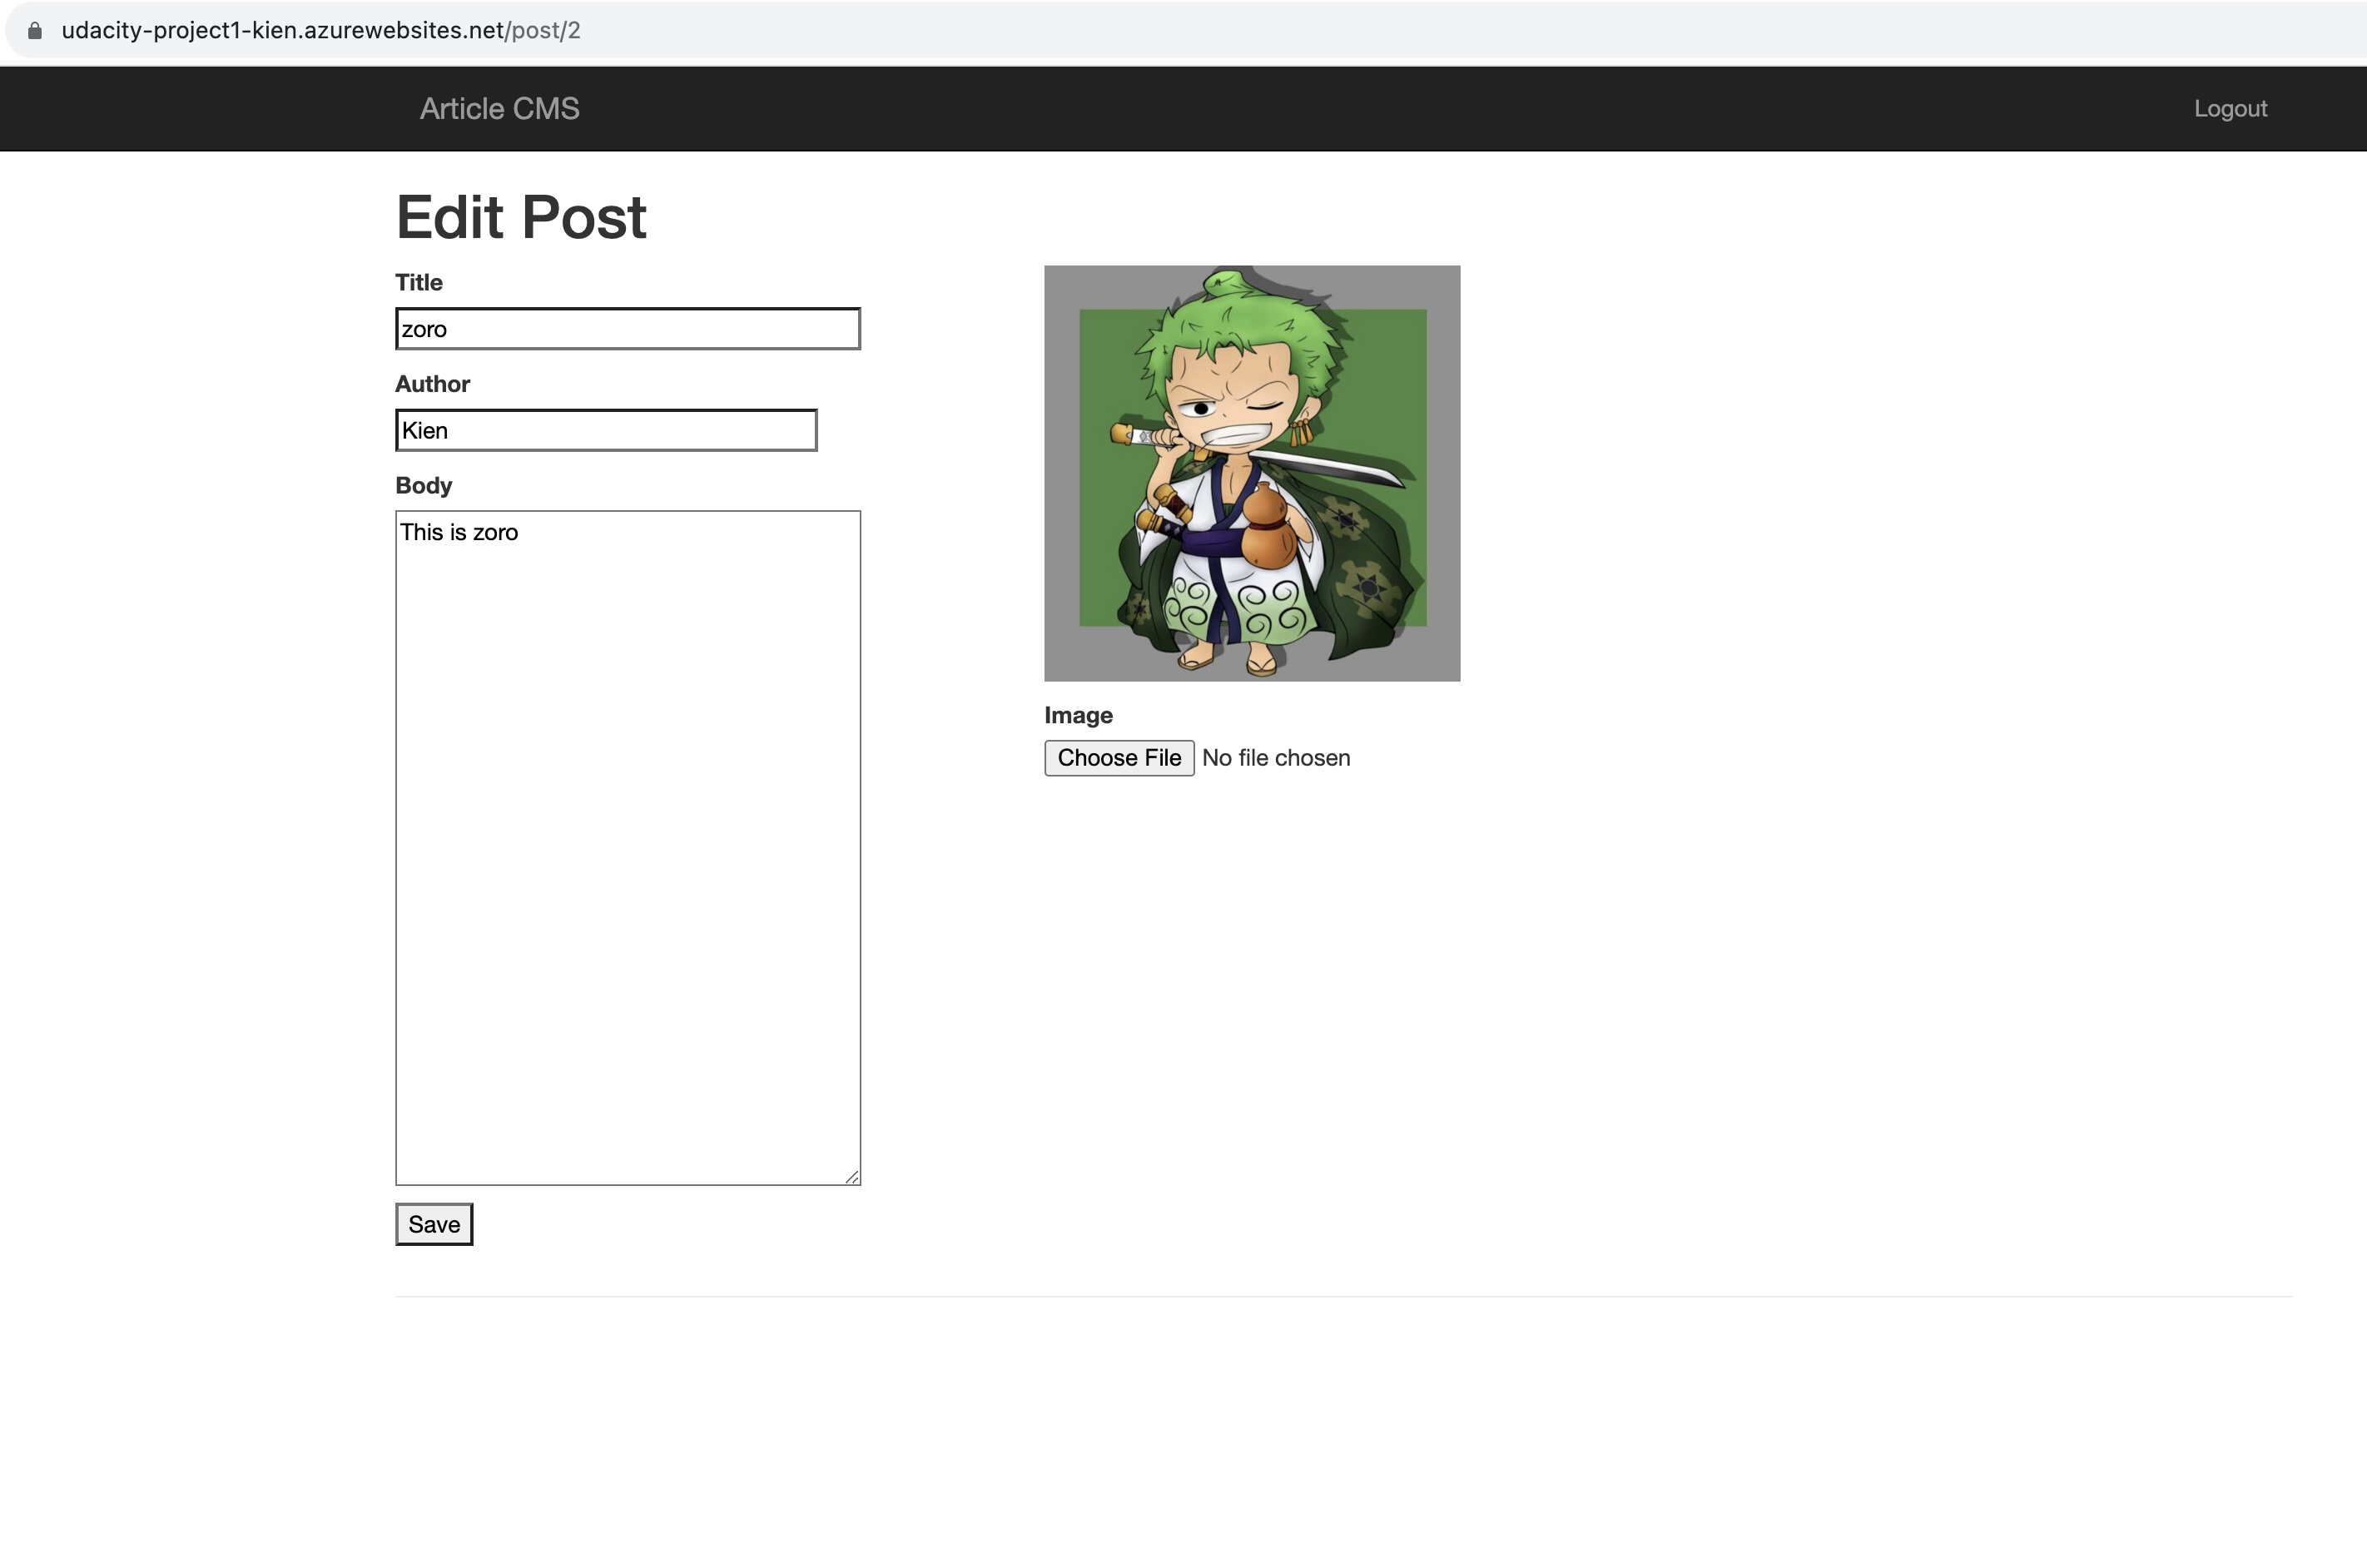 udacity-project1-kien.azurewebsites.net/post/2
Article CMS
Logout
Edit Post
Title
zoro
Author
Kien
Body
This is zoro
Image
Choose File No file chosen
Save